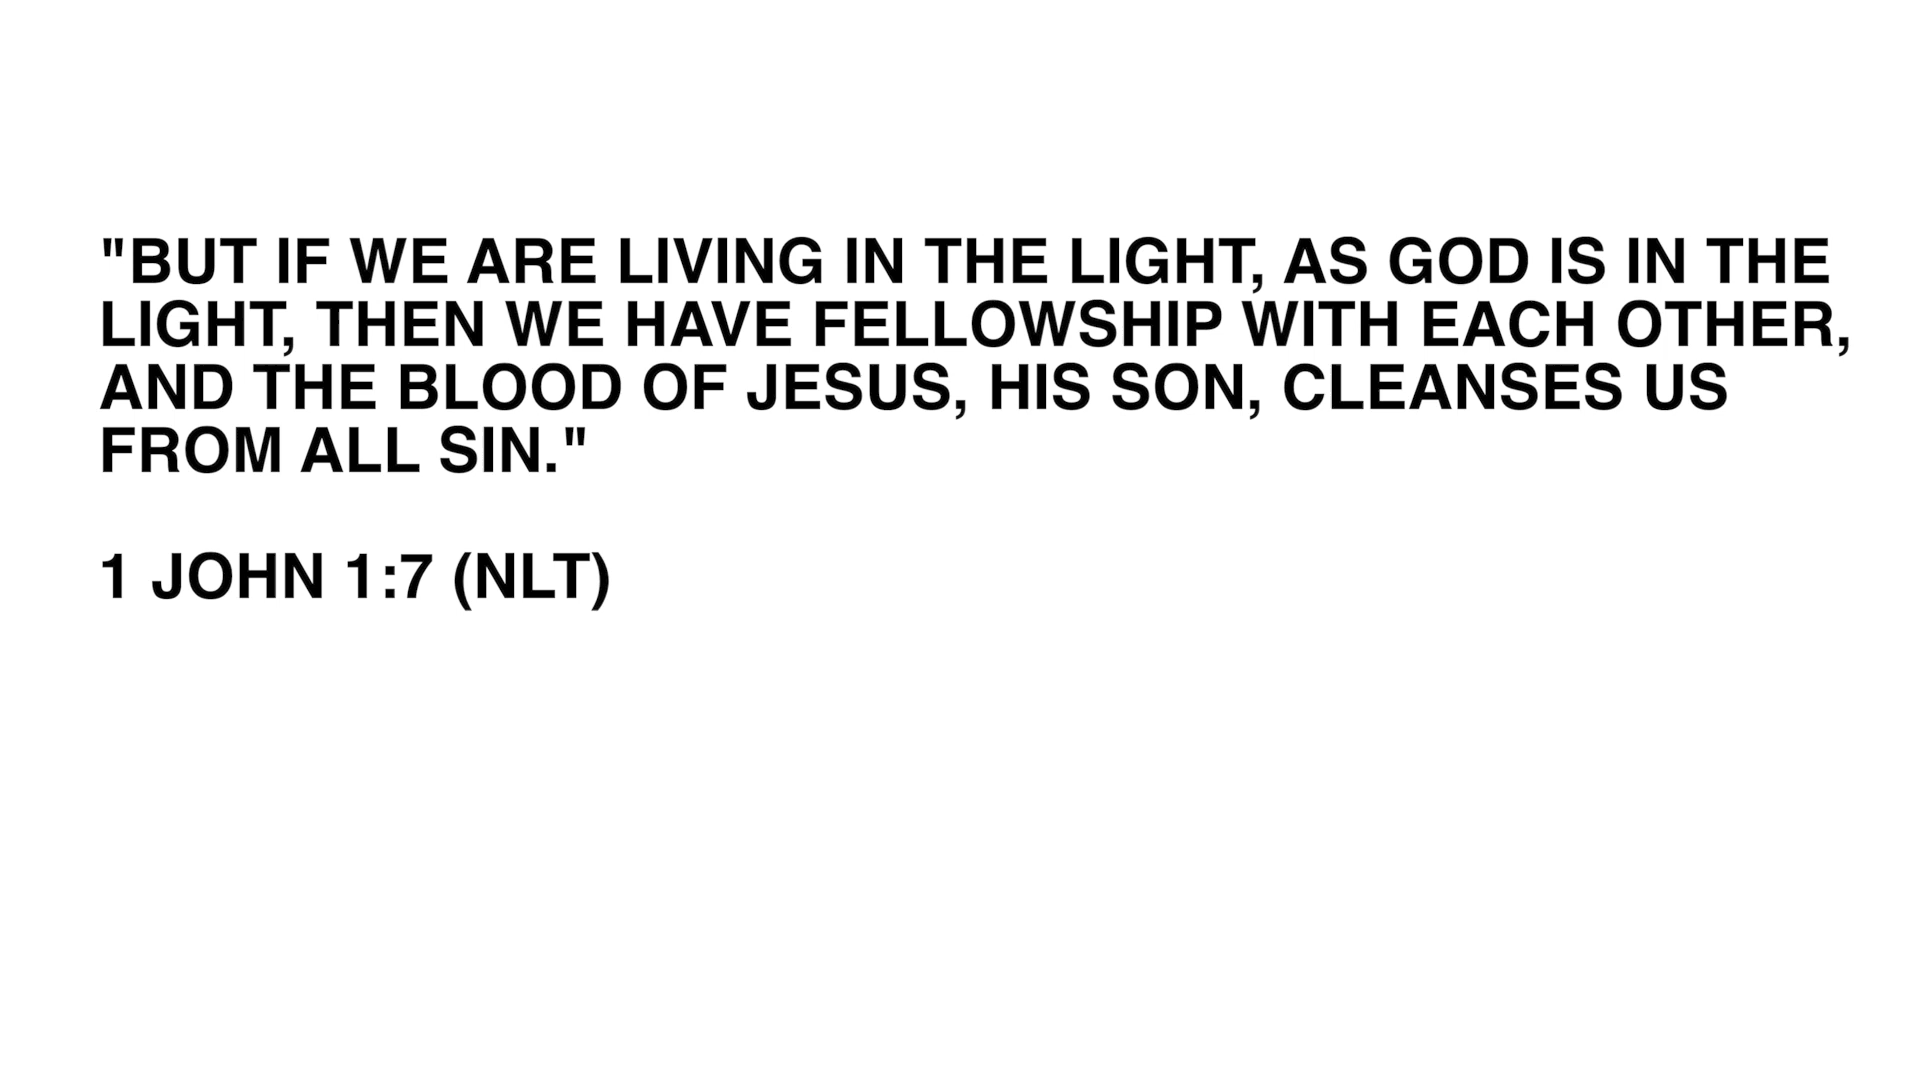 "BUT IF WE ARE LIVING IN THE LIGHT, AS GOD IS IN THE
LIGHT, THEN WE HAVE FELLOWSHIP WITH EACH OTHER,
AND THE BLOOD OF JESUS, HIS SON, CLEANSES US
FROM ALL SIN."
1 JOHN 1:7 (NLT)